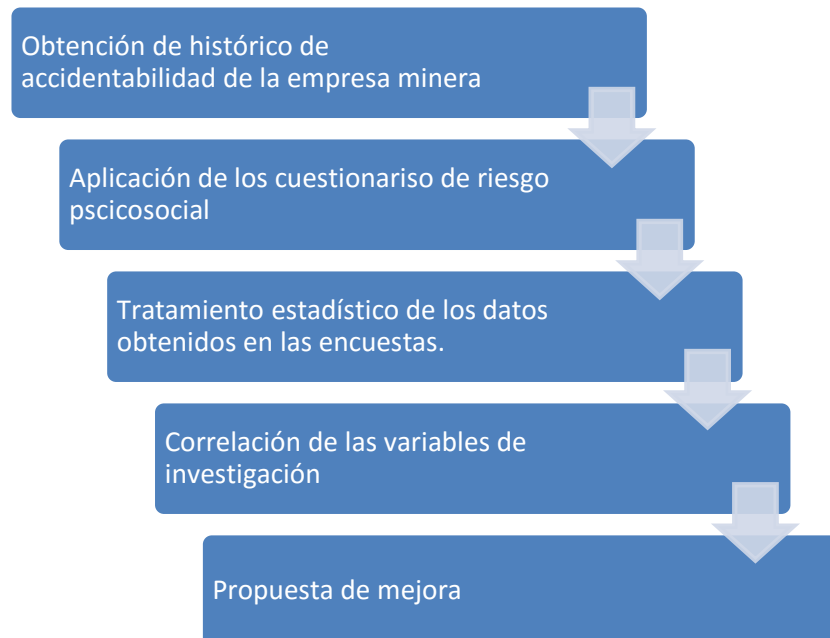 Obtención de histórico de
accidentabilidad de la empresa minera
Aplicación de los cuestionariso de riesgo
pscicosocial
Tratamiento estadístico de los datos
obtenidos en las encuestas.
Correlación de las variables de
investigación
Propuesta de mejora